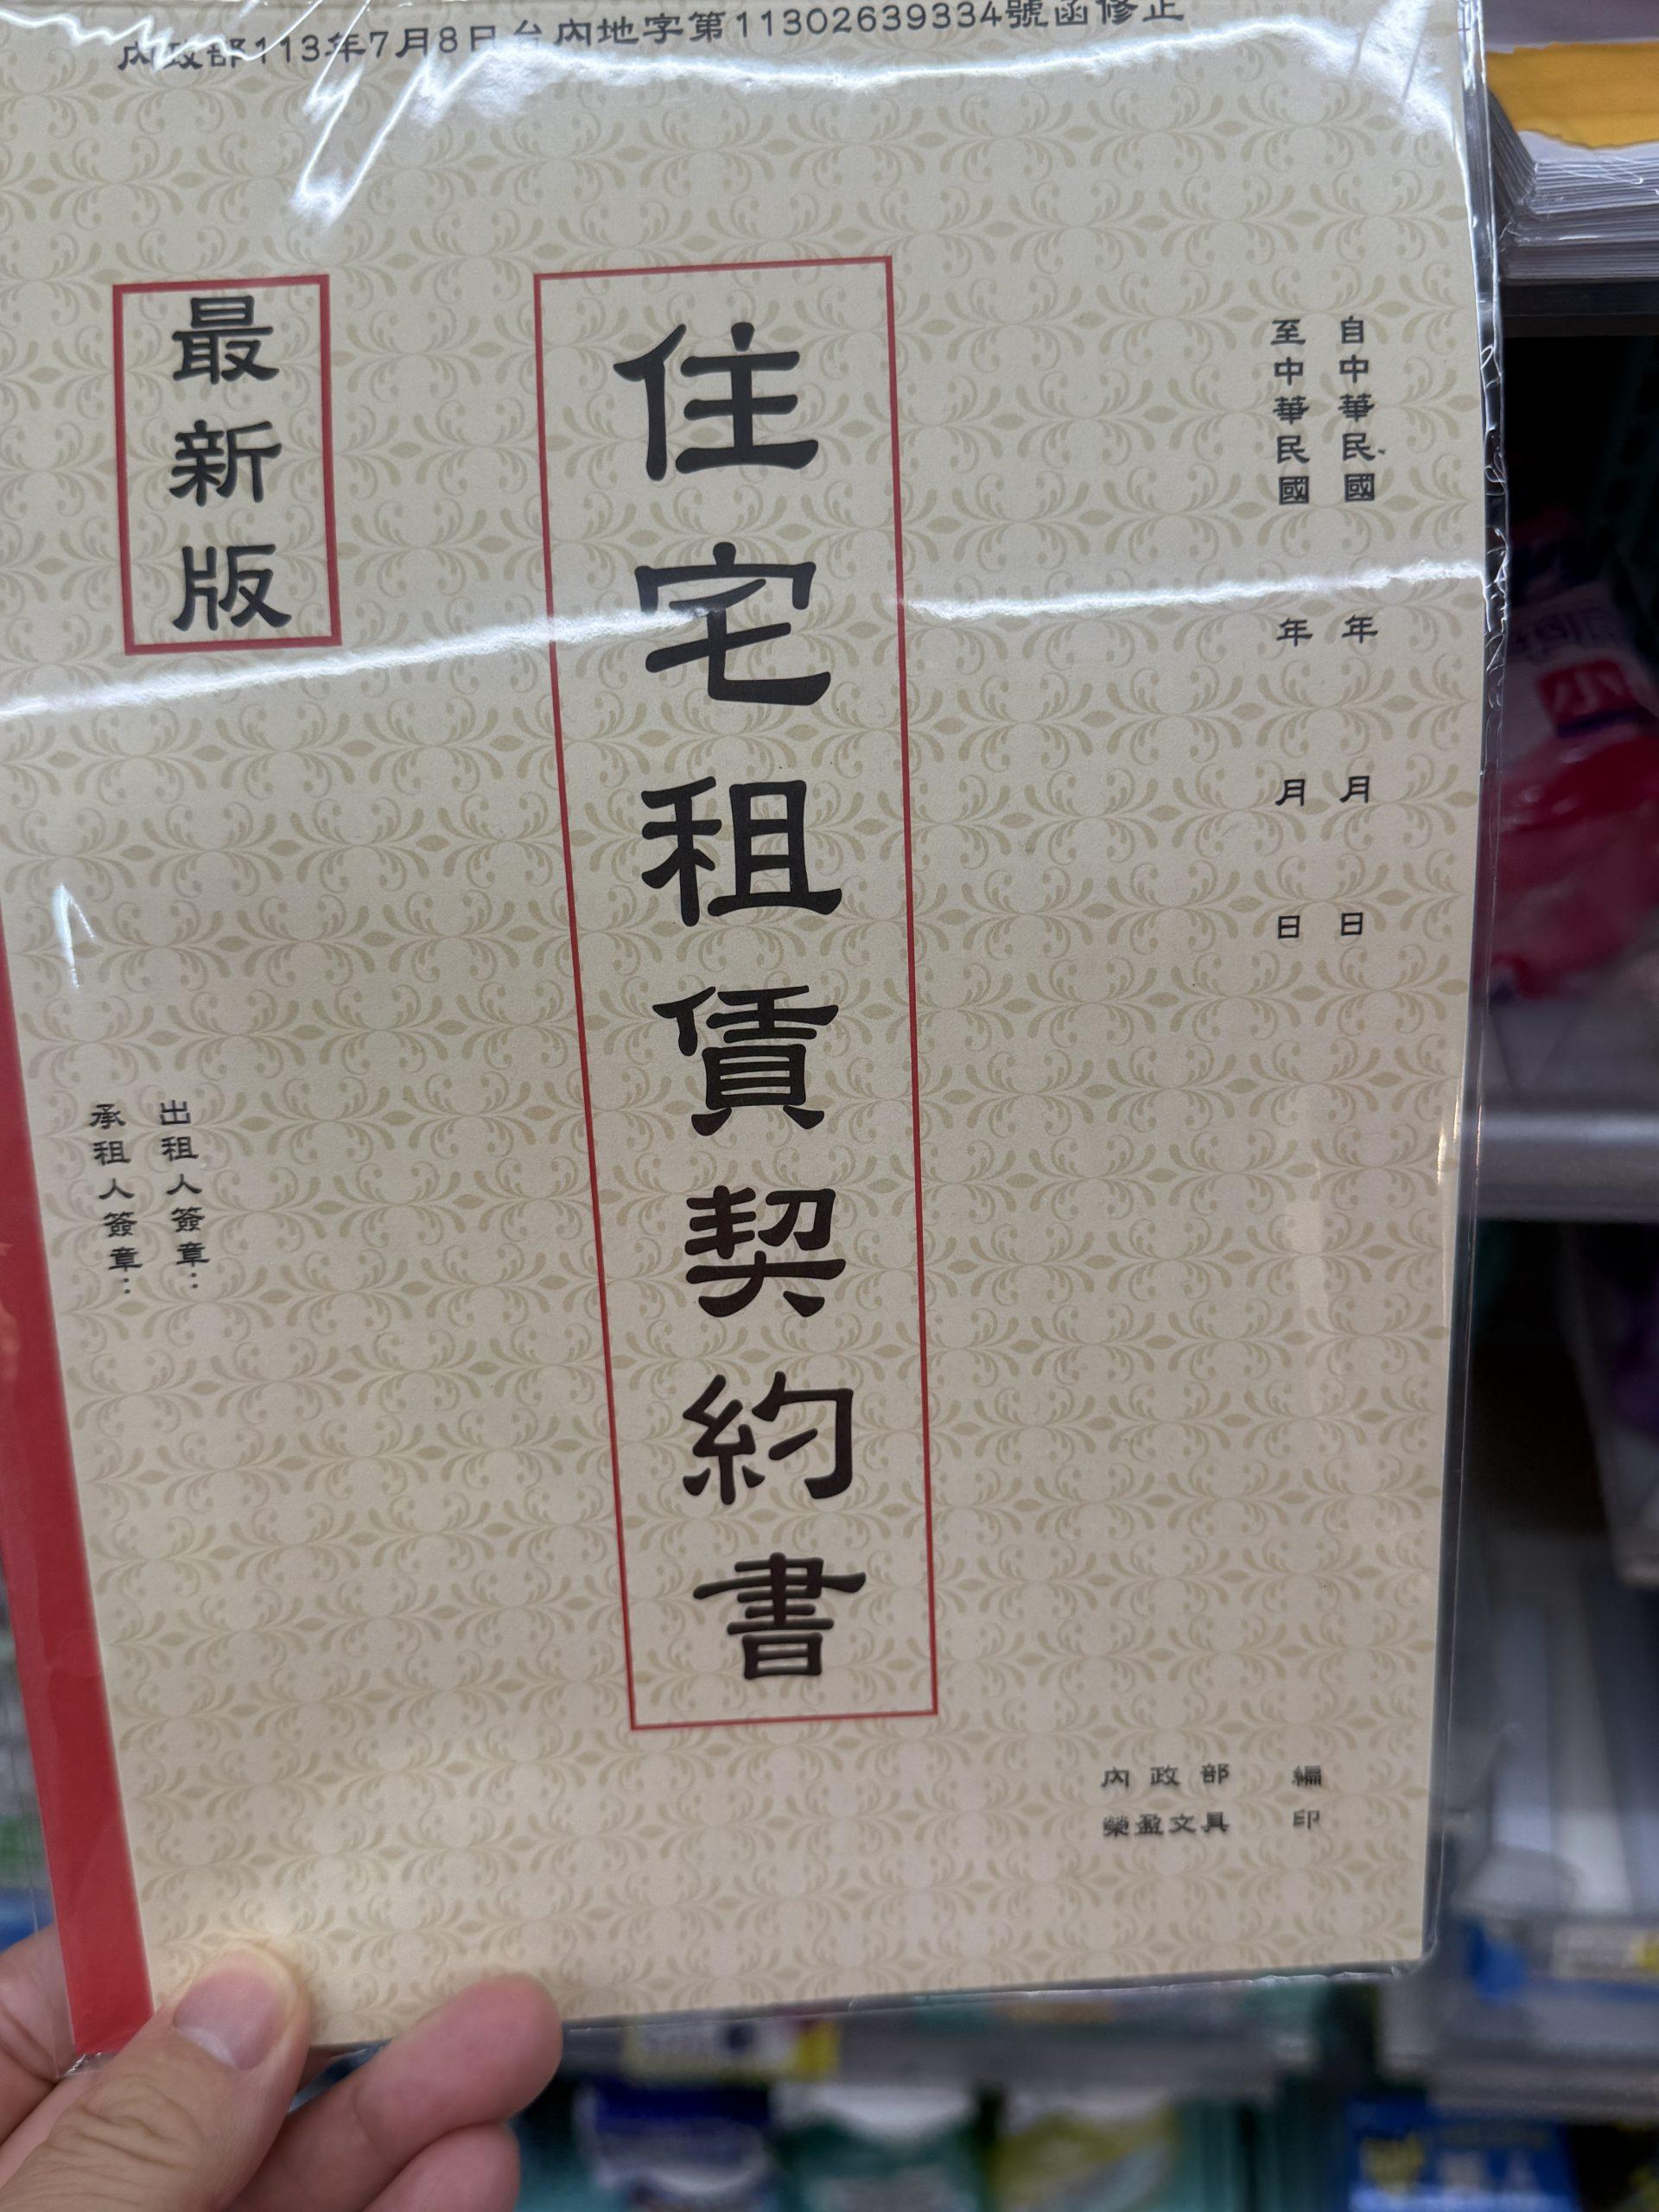 內政部113年7月8日台內地字第11302639334號函修正
自中華民國 年 月 日
至中華民國 年 月 日
住宅租賃契約書
最新版
出租人簽章：
承租人簽章：
內政部 編
榮盈文具 印